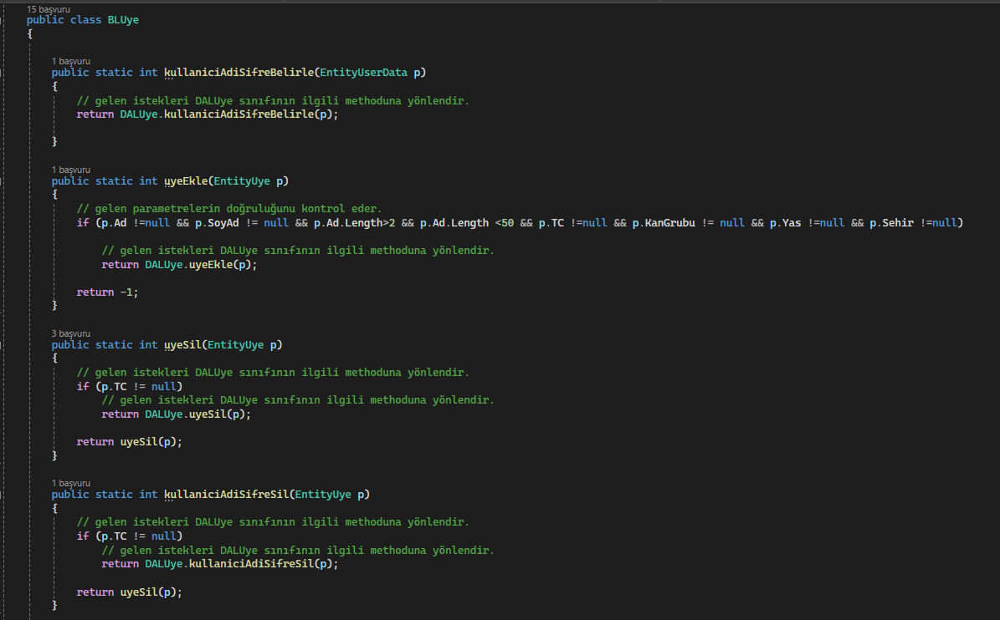 15 başvuru
public class BLUye
{
1 başvuru
public static int kullaniciAdiSifreBelirle(EntityUserData p)
{
// gelen istekleri DALUye sınıfının ilgili methoduna yönlendir.
return DALUye.kullaniciAdiSifreBelirle(p);
}
1 başvuru
public static int uyeEkle(EntityUye p)
{
// gelen parametrelerin doğruluğunu kontrol eder.
if (p.Ad !=null && p.SoyAd != null && p.Ad.Length>2 && p.Ad.Length <50 && p.TC !=null && p.KanGrubu != null && p.Yas !=null && p.Sehir !=null)
// gelen istekleri DALUye sınıfının ilgili methoduna yönlendir.
return DALUye.uyeEkle(p);
return -1;
}
3 başvuru
public static int uyeSil(EntityUye p)
{
// gelen istekleri DALUye sınıfının ilgili methoduna yönlendir.
if (p.TC != null)
// gelen istekleri DALUye sınıfının ilgili methoduna yönlendir.
return DALUye.uyeSil(p);
return uyeSil(p);
}
1 başvuru
public static int kullaniciAdiSifreSil(EntityUye p)
{
// gelen istekleri DALUye sınıfının ilgili methoduna yönlendir.
if (p.TC != null)
// gelen istekleri DALUye sınıfının ilgili methoduna yönlendir.
return DALUye.kullaniciAdiSifreSil(p);
return uyeSil(p);
}